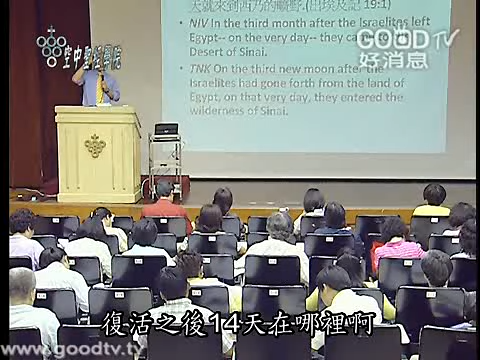 天就來到西乃的曠野.(出埃及記 19:1)
• NIV In the third month after the Israelites left
Egypt-- on the very day-- they came to the
Desert of Sinai.
• TNK On the third new moon after the
Israelites had gone forth from the land of
Egypt, on that very day, they entered the
wilderness of Sinai.
空中聖經學院
GOODTV
好消息
復活之後14天在哪裡啊
www.goodtv.tv